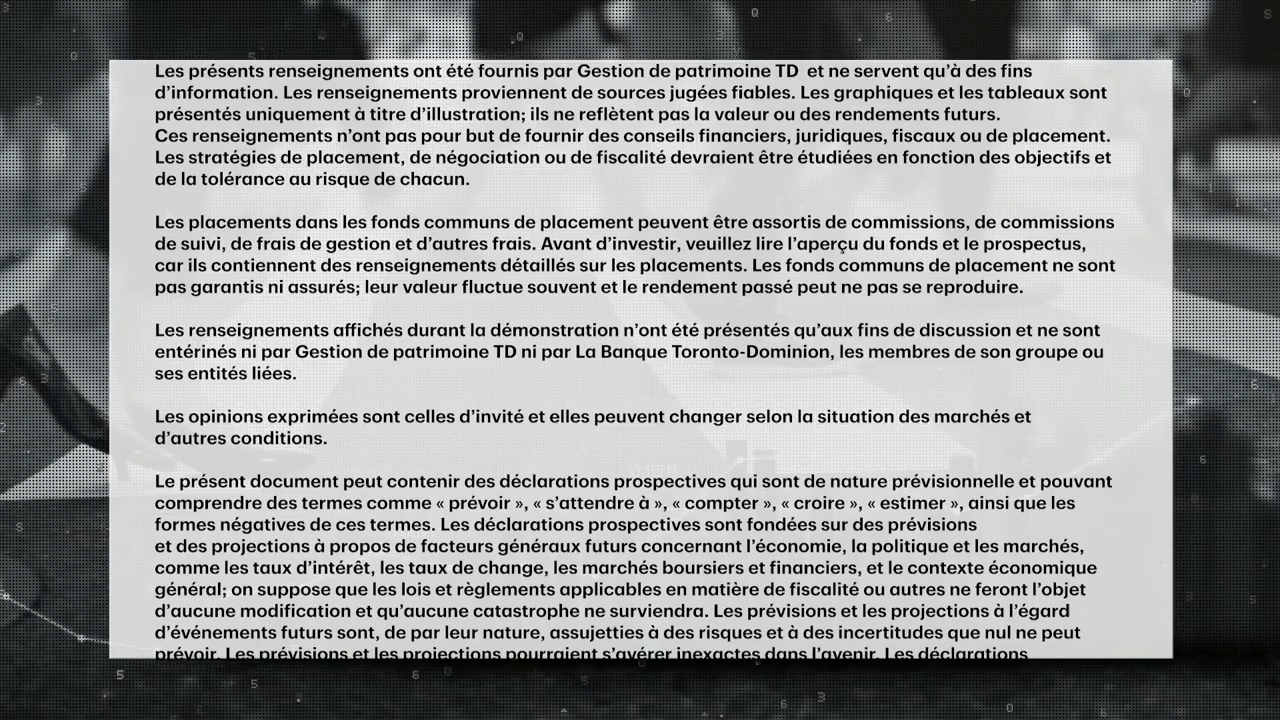 Les présents renseignements ont été fournis par Gestion de patrimoine TD  et ne servent qu'à des fins
d'information. Les renseignements proviennent de sources jugées fiables. Les graphiques et les tableaux sont
présentés uniquement à titre d'illustration; ils ne reflètent pas la valeur ou des rendements futurs.
Ces renseignements n'ont pas pour but de fournir des conseils financiers, juridiques, fiscaux ou de placement.
Les stratégies de placement, de négociation ou de fiscalité devraient être étudiées en fonction des objectifs et
de la tolérance au risque de chacun.
Les placements dans les fonds communs de placement peuvent être assortis de commissions, de commissions
de suivi, de frais de gestion et d'autres frais. Avant d'investir, veuillez lire l'aperçu du fonds et le prospectus,
car ils contiennent des renseignements détaillés sur les placements. Les fonds communs de placement ne sont
pas garantis ni assurés; leur valeur fluctue souvent et le rendement passé peut ne pas se reproduire.
Les renseignements affichés durant la démonstration n'ont été présentés qu'aux fins de discussion et ne sont
entérinés ni par Gestion de patrimoine TD ni par La Banque Toronto-Dominion, les membres de son groupe ou
ses entités liées.
Les opinions exprimées sont celles d'invité et elles peuvent changer selon la situation des marchés et
d'autres conditions.
Le présent document peut contenir des déclarations prospectives qui sont de nature prévisionnelle et pouvant
comprendre des termes comme « prévoir », « s'attendre à », « compter », « croire », « estimer », ainsi que les
formes négatives de ces termes. Les déclarations prospectives sont fondées sur des prévisions
et des projections à propos de facteurs généraux futurs concernant l'économie, la politique et les marchés,
comme les taux d'intérêt, les taux de change, les marchés boursiers et financiers, et le contexte économique
général; on suppose que les lois et règlements applicables en matière de fiscalité ou autres ne feront l'objet
d'aucune modification et qu'aucune catastrophe ne surviendra. Les prévisions et les projections à l'égard
d'événements futurs sont, de par leur nature, assujetties à des risques et à des incertitudes que nul ne peut
prévoir. Les prévisions et les projections pourraient s'avérer inexactes dans l'avenir. Les déclarations